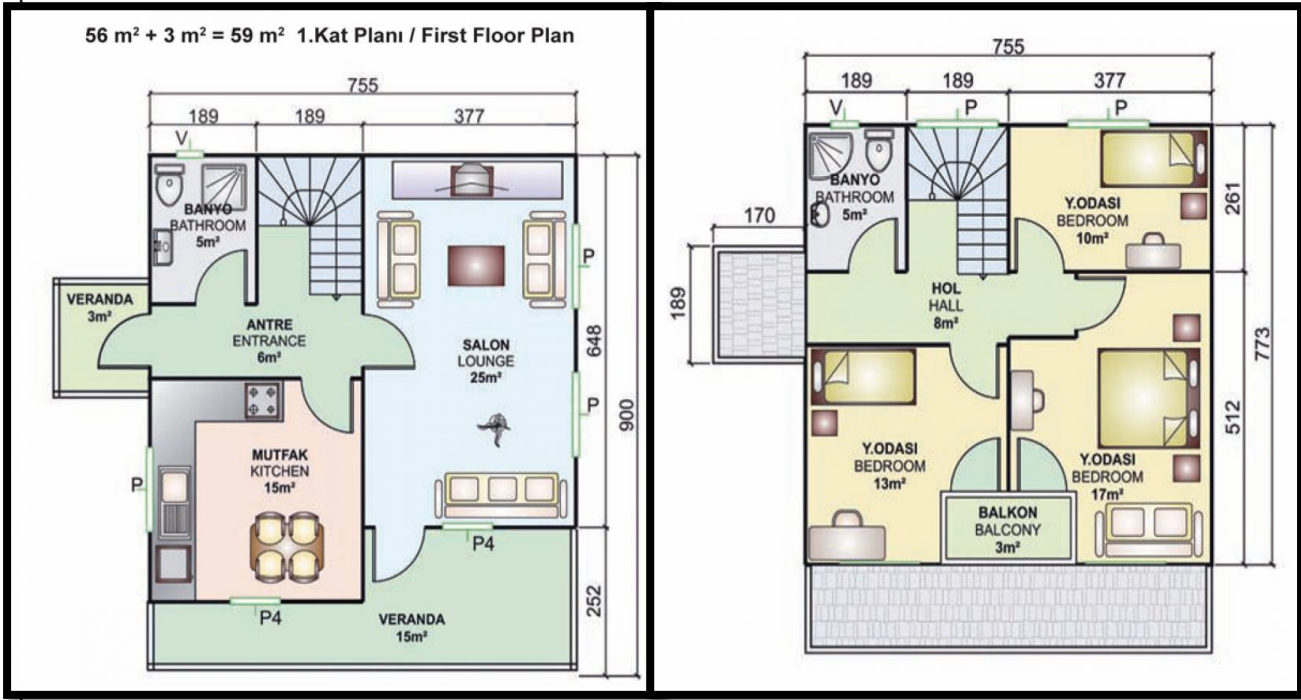 56 m² + 3 m² = 59 m² 1.Kat Planı / First Floor Plan
755
189
189
377
V
BANYO
BATHROOM
5m²
P
VERANDA
3m²
ANTRE
ENTRANCE
6m²
SALON
LOUNGE
25m²
648
900
P
MUTFAK
KITCHEN
15m²
P
P4
P4
VERANDA
15m²
252
755
189
189
377
V
P
P
BANYO
BATHROOM
5m²
Y.ODASI
BEDROOM
10m²
261
170
189
HOL
HALL
8m²
773
512
Y.ODASI
BEDROOM
13m²
Y.ODASI
BEDROOM
17m²
BALKON
BALCONY
3m²